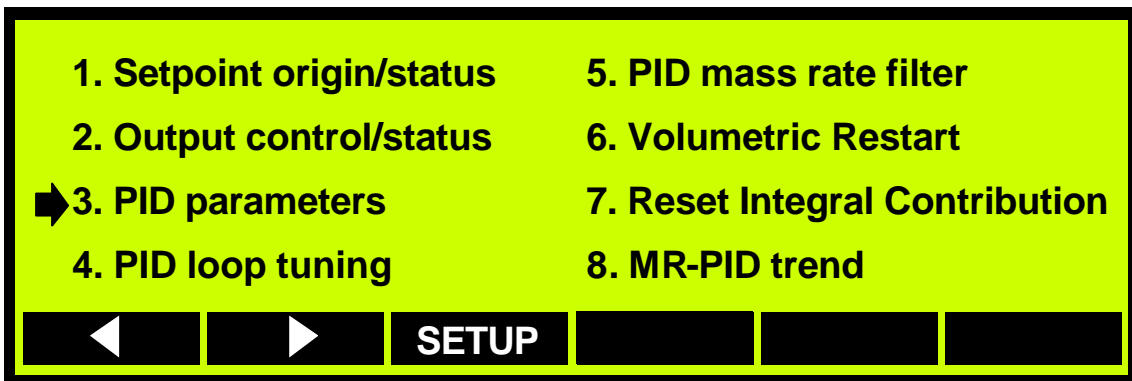 1. Setpoint origin/status
2. Output control/status
3. PID parameters
4. PID loop tuning
5. PID mass rate filter
6. Volumetric Restart
7. Reset Integral Contribution
8. MR-PID trend
SETUP